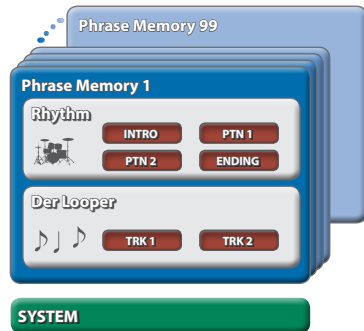 Phrase Memory 99
Phrase Memory 1
Rhythm
INTRO PTN 1
PTN 2 ENDING
Der Looper
TRK 1 TRK 2
SYSTEM